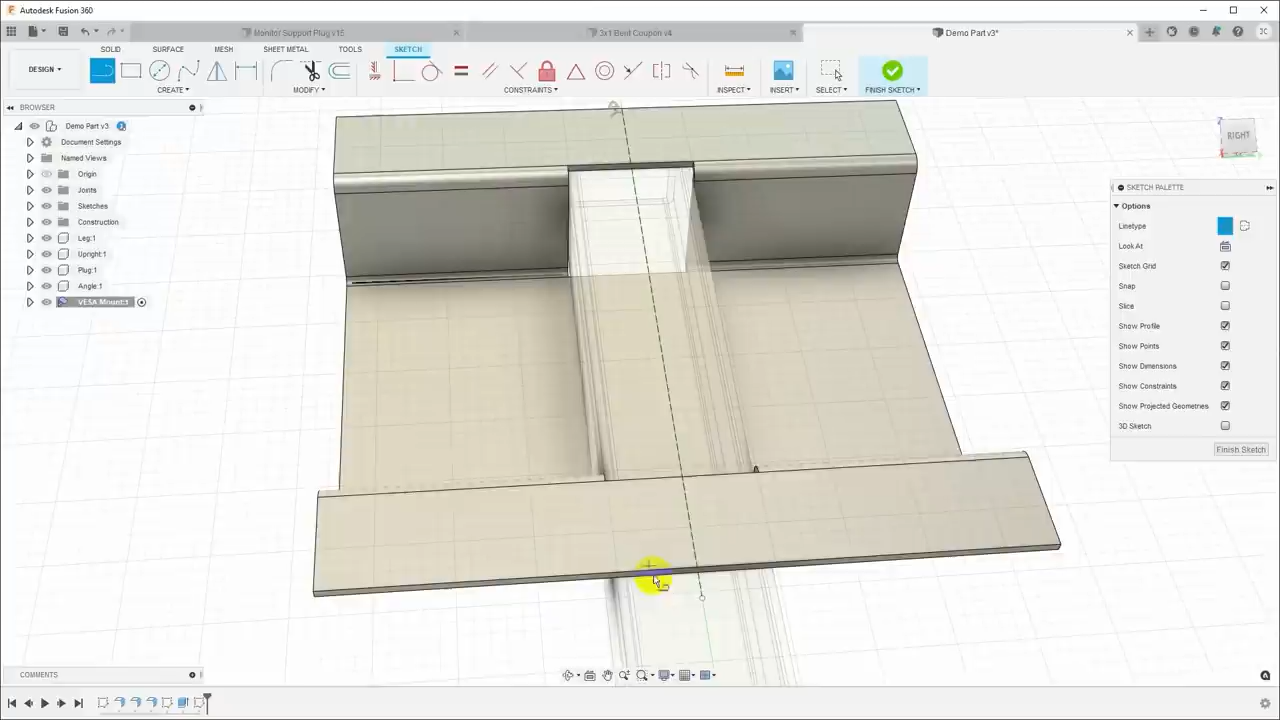 Autodesk Fusion 360
Monitor Support Plug v15
3x1 Bent Coupon v4
Demo Part v3*
SOLID
SURFACE
MESH
SHEET METAL
TOOLS
SKETCH
DESIGN
CREATE
MODIFY
CONSTRAINTS
INSPECT
INSERT
SELECT
FINISH SKETCH
BROWSER
Demo Part v3
Document Settings
Named Views
Origin
Joints
Sketches
Construction
Leg:1
Upright:1
Plug:1
Angle:1
VESA Mount:1
RIGHT
SKETCH PALETTE
Options
Linetype
Look At
Sketch Grid
Snap
Slice
Show Profile
Show Points
Show Dimensions
Show Constraints
Show Projected Geometries
3D Sketch
Finish Sketch
COMMENTS